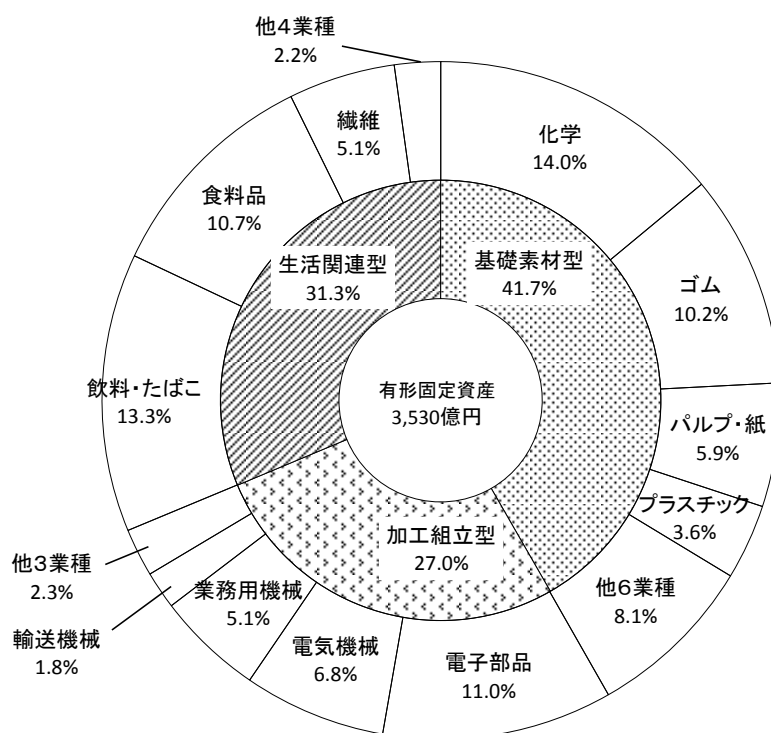 他４業種
2.2%
繊維
5.1%
化学
14.0%
食料品
10.7%
生活関連型
31.3%
基礎素材型
41.7%
ゴム
10.2%
有形固定資産
3,530億円
飲料・たばこ
13.3%
パルプ・紙
5.9%
プラスチック
3.6%
加工組立型
27.0%
他３業種
2.3%
業務用機械
5.1%
他６業種
8.1%
輸送機械
1.8%
電気機械
6.8%
電子部品
11.0%